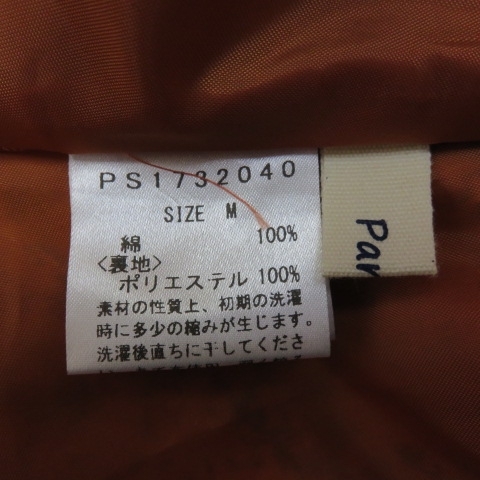 PS1732040
SIZE M
綿 100%
<裏地>
ポリエステル 100%
素材の性質上、初期の洗濯
時に多少の縮みが生じます。
洗濯後直ちに干してくださ
Par